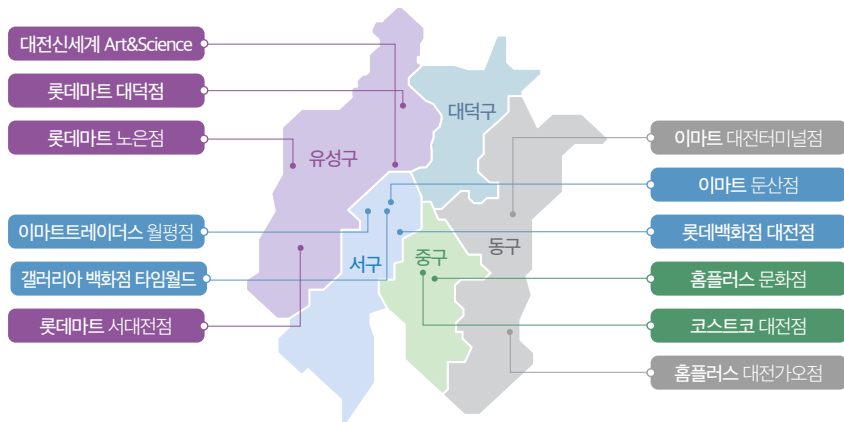 대전신세계 Art&Science
롯데마트 대덕점
롯데마트 노은점
이마트트레이더스 월평점
갤러리아 백화점 타임월드
롯데마트 서대전점
대덕구
유성구
서구
중구
동구
이마트 대전터미널점
이마트 둔산점
롯데백화점 대전점
홈플러스 문화점
코스트코 대전점
홈플러스 대전가오점